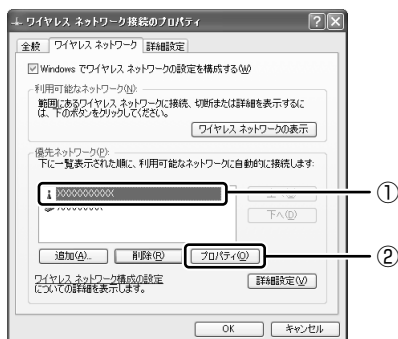 ワイヤレス ネットワーク接続のプロパティ
全般 ワイヤレス ネットワーク 詳細設定
Windows でワイヤレス ネットワークの設定を構成する(W)
利用可能なネットワーク(N):
範囲にあるワイヤレス ネットワークに接続、切断または詳細を表示するに
は、下のボタンをクリックしてください。
ワイヤレス ネットワークの表示
優先ネットワーク(P):
下に一覧表示された順に、利用可能なネットワークに自動的に接続します:
XXXXXXXXXX
①
下へ(D)
追加(A)... 削除(R) プロパティ(O)
②
ワイヤレス ネットワーク構成の設定
についての詳細を表示します。
詳細設定(V)
OK キャンセル